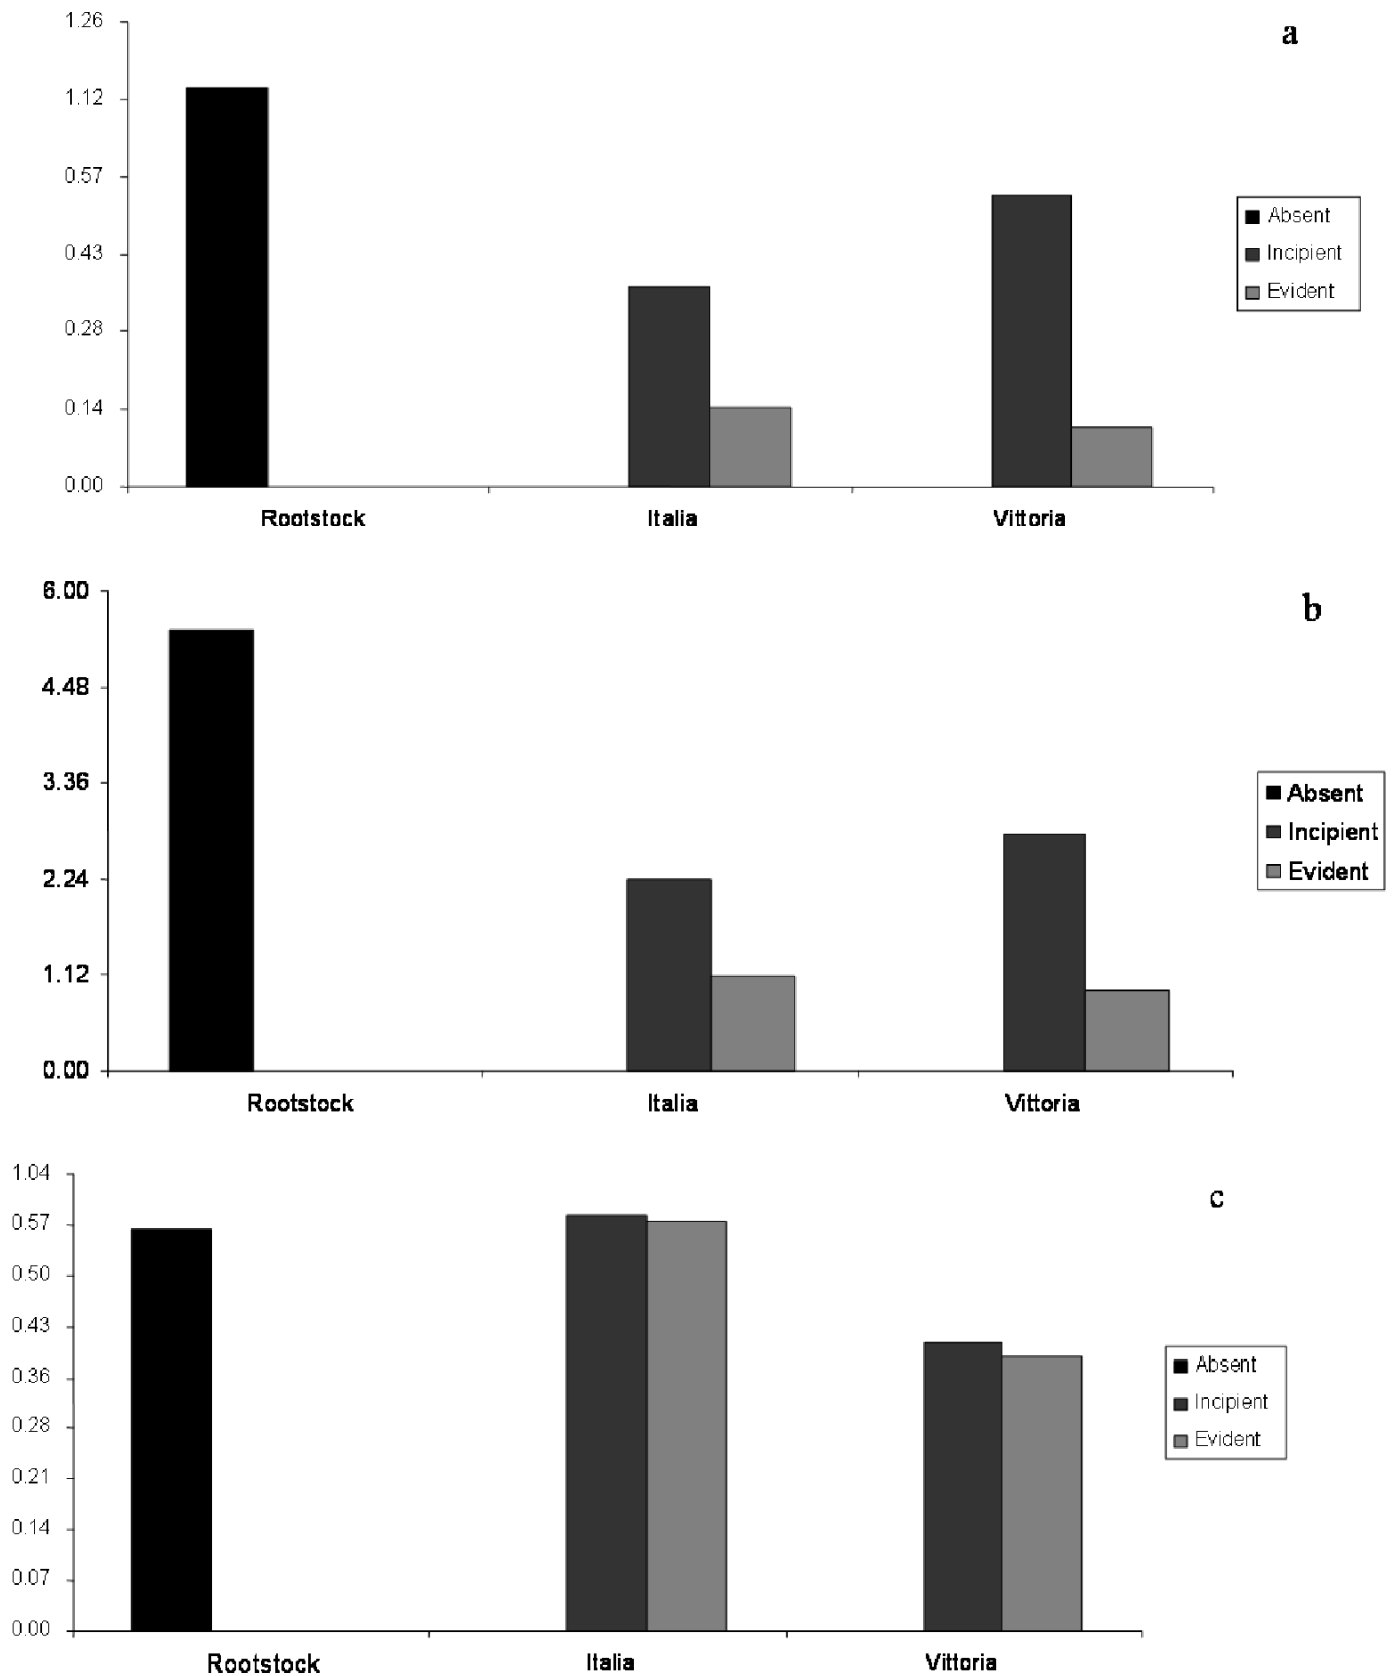 a
1.26
1.12
0.57
0.43
0.28
0.14
0.00
Absent
Incipient
Evident
Rootstock Italia Vittoria
b
6.00
4.48
3.36
2.24
1.12
0.00
Absent
Incipient
Evident
Rootstock Italia Vittoria
c
1.04
0.57
0.50
0.43
0.36
0.28
0.21
0.14
0.07
0.00
Absent
Incipient
Evident
Rootstock Italia Vittoria